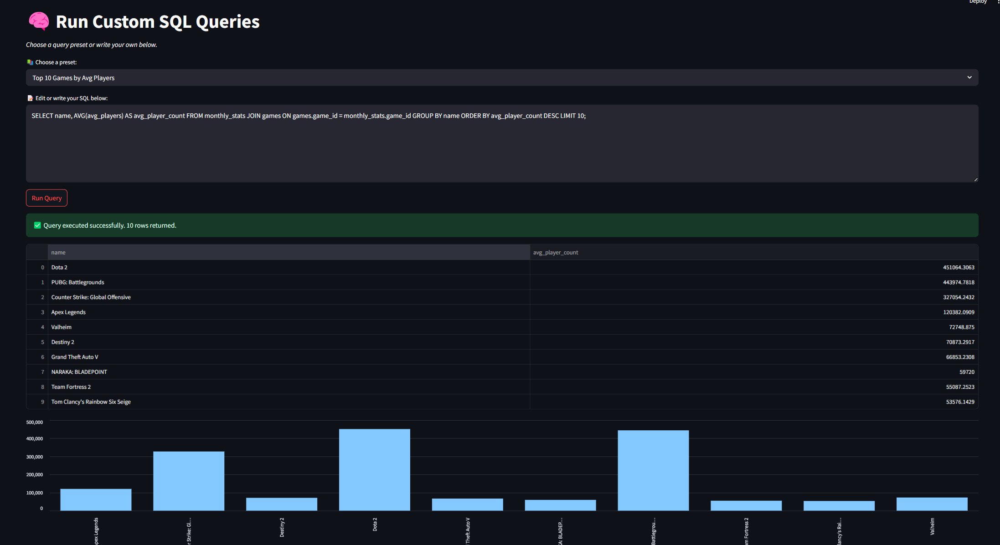 Deploy
Run Custom SQL Queries
Choose a query preset or write your own below.
Choose a preset:
Top 10 Games by Avg Players
Edit or write your SQL below:
SELECT name, AVG(avg_players) AS avg_player_count FROM monthly_stats JOIN games ON games.game_id = monthly_stats.game_id GROUP BY name ORDER BY avg_player_count DESC LIMIT 10;
Run Query
Query executed successfully. 10 rows returned.
name avg_player_count
0 Dota 2 451064.3063
1 PUBG: Battlegrounds 443974.7818
2 Counter Strike: Global Offensive 327054.2432
3 Apex Legends 120382.0909
4 Valheim 72748.875
5 Destiny 2 70873.2917
6 Grand Theft Auto V 66853.2308
7 NARAKA: BLADEPOINT 59720
8 Team Fortress 2 55087.2523
9 Tom Clancy's Rainbow Six Seige 53576.1429
500,000
400,000
300,000
200,000
100,000
0
pex Legends
r Strike: Gl...
Destiny 2
Dota 2
Theft Auto V
A: BLADEP...
Battlegrou...
m Fortress 2
lancy's Rai...
Valheim